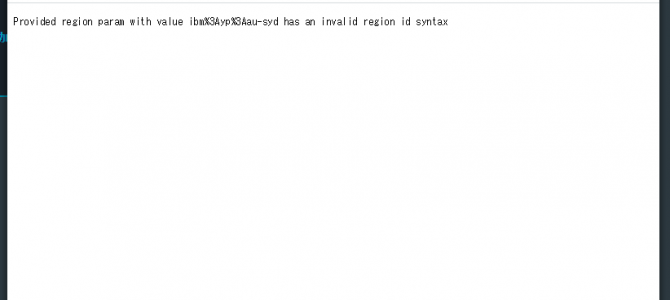 Provided region param with value ibm%3Ayp%3Aau-syd has an invalid region id syntax